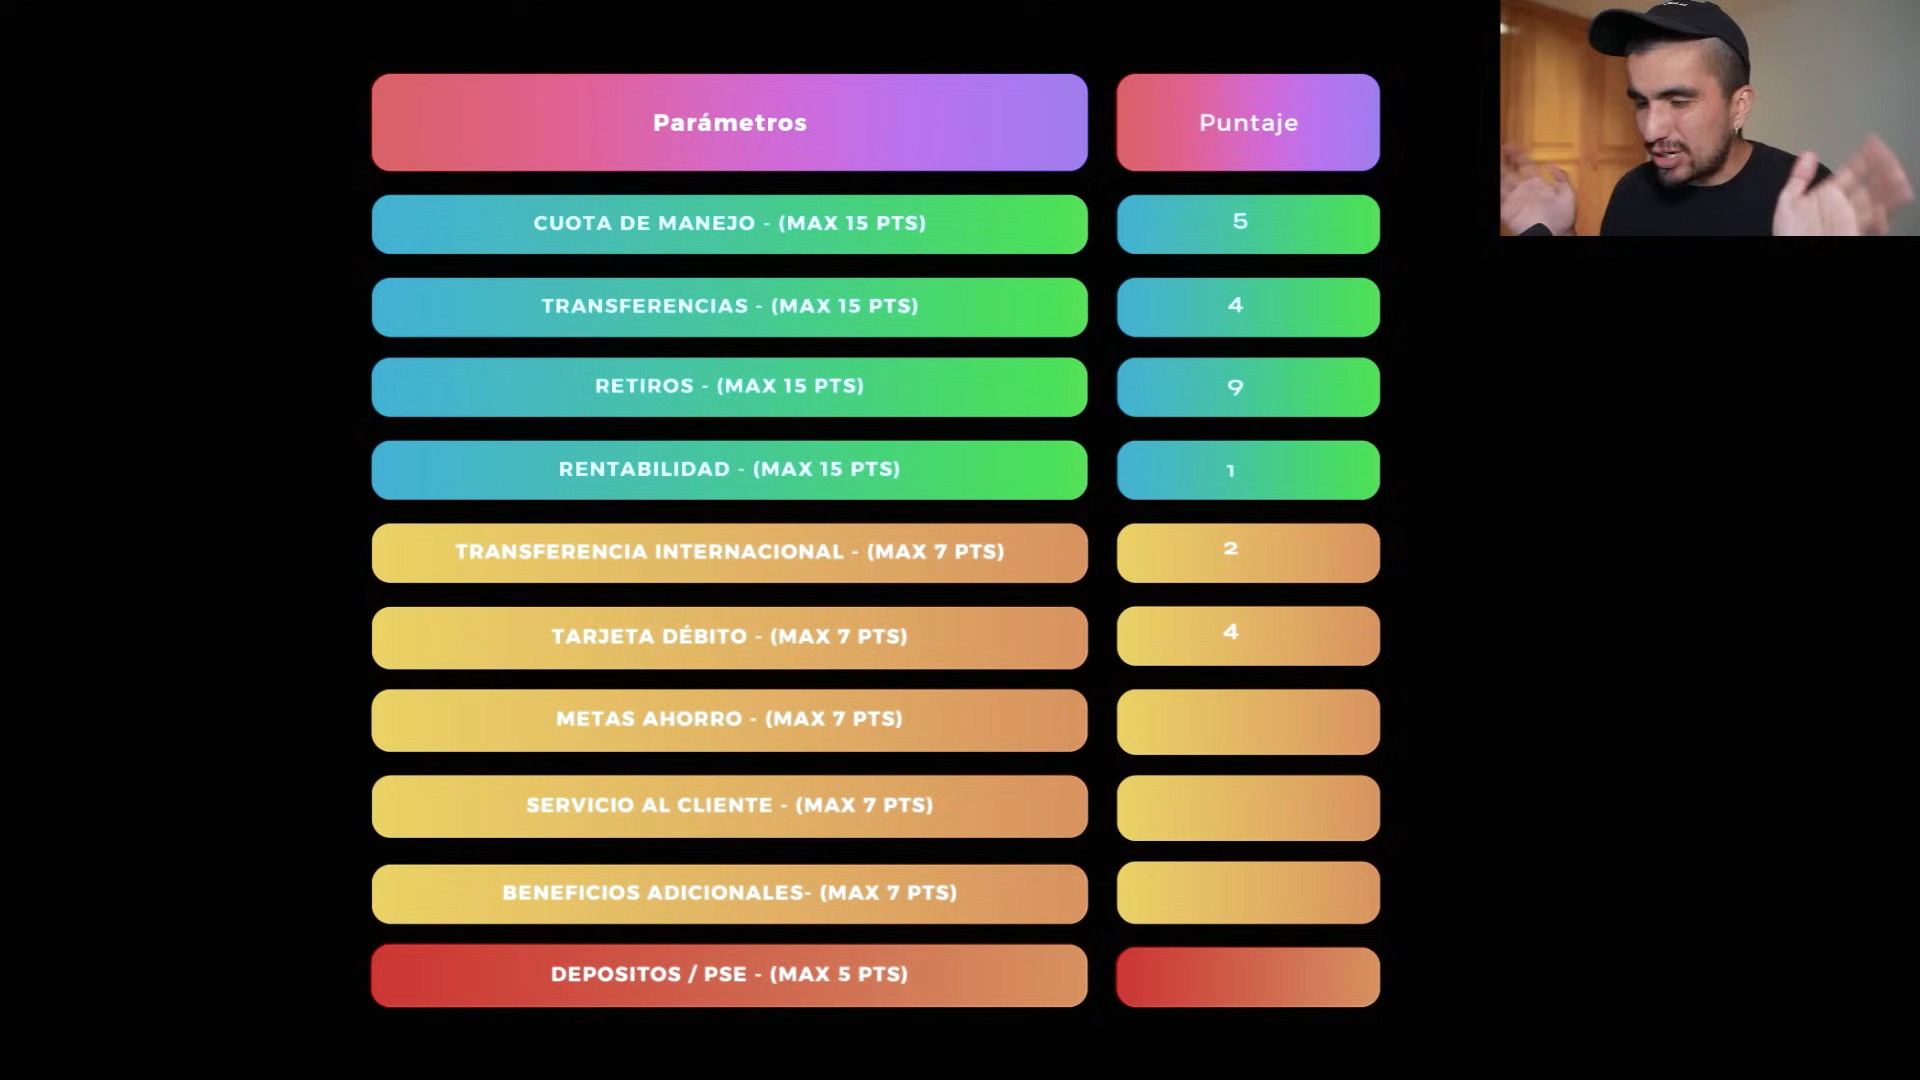 Parámetros
Puntaje
CUOTA DE MANEJO - (MAX 15 PTS)
5
TRANSFERENCIAS - (MAX 15 PTS)
4
RETIROS - (MAX 15 PTS)
9
RENTABILIDAD - (MAX 15 PTS)
1
TRANSFERENCIA INTERNACIONAL - (MAX 7 PTS)
2
TARJETA DÉBITO - (MAX 7 PTS)
4
METAS AHORRO - (MAX 7 PTS)
SERVICIO AL CLIENTE - (MAX 7 PTS)
BENEFICIOS ADICIONALES- (MAX 7 PTS)
DEPOSITOS / PSE - (MAX 5 PTS)